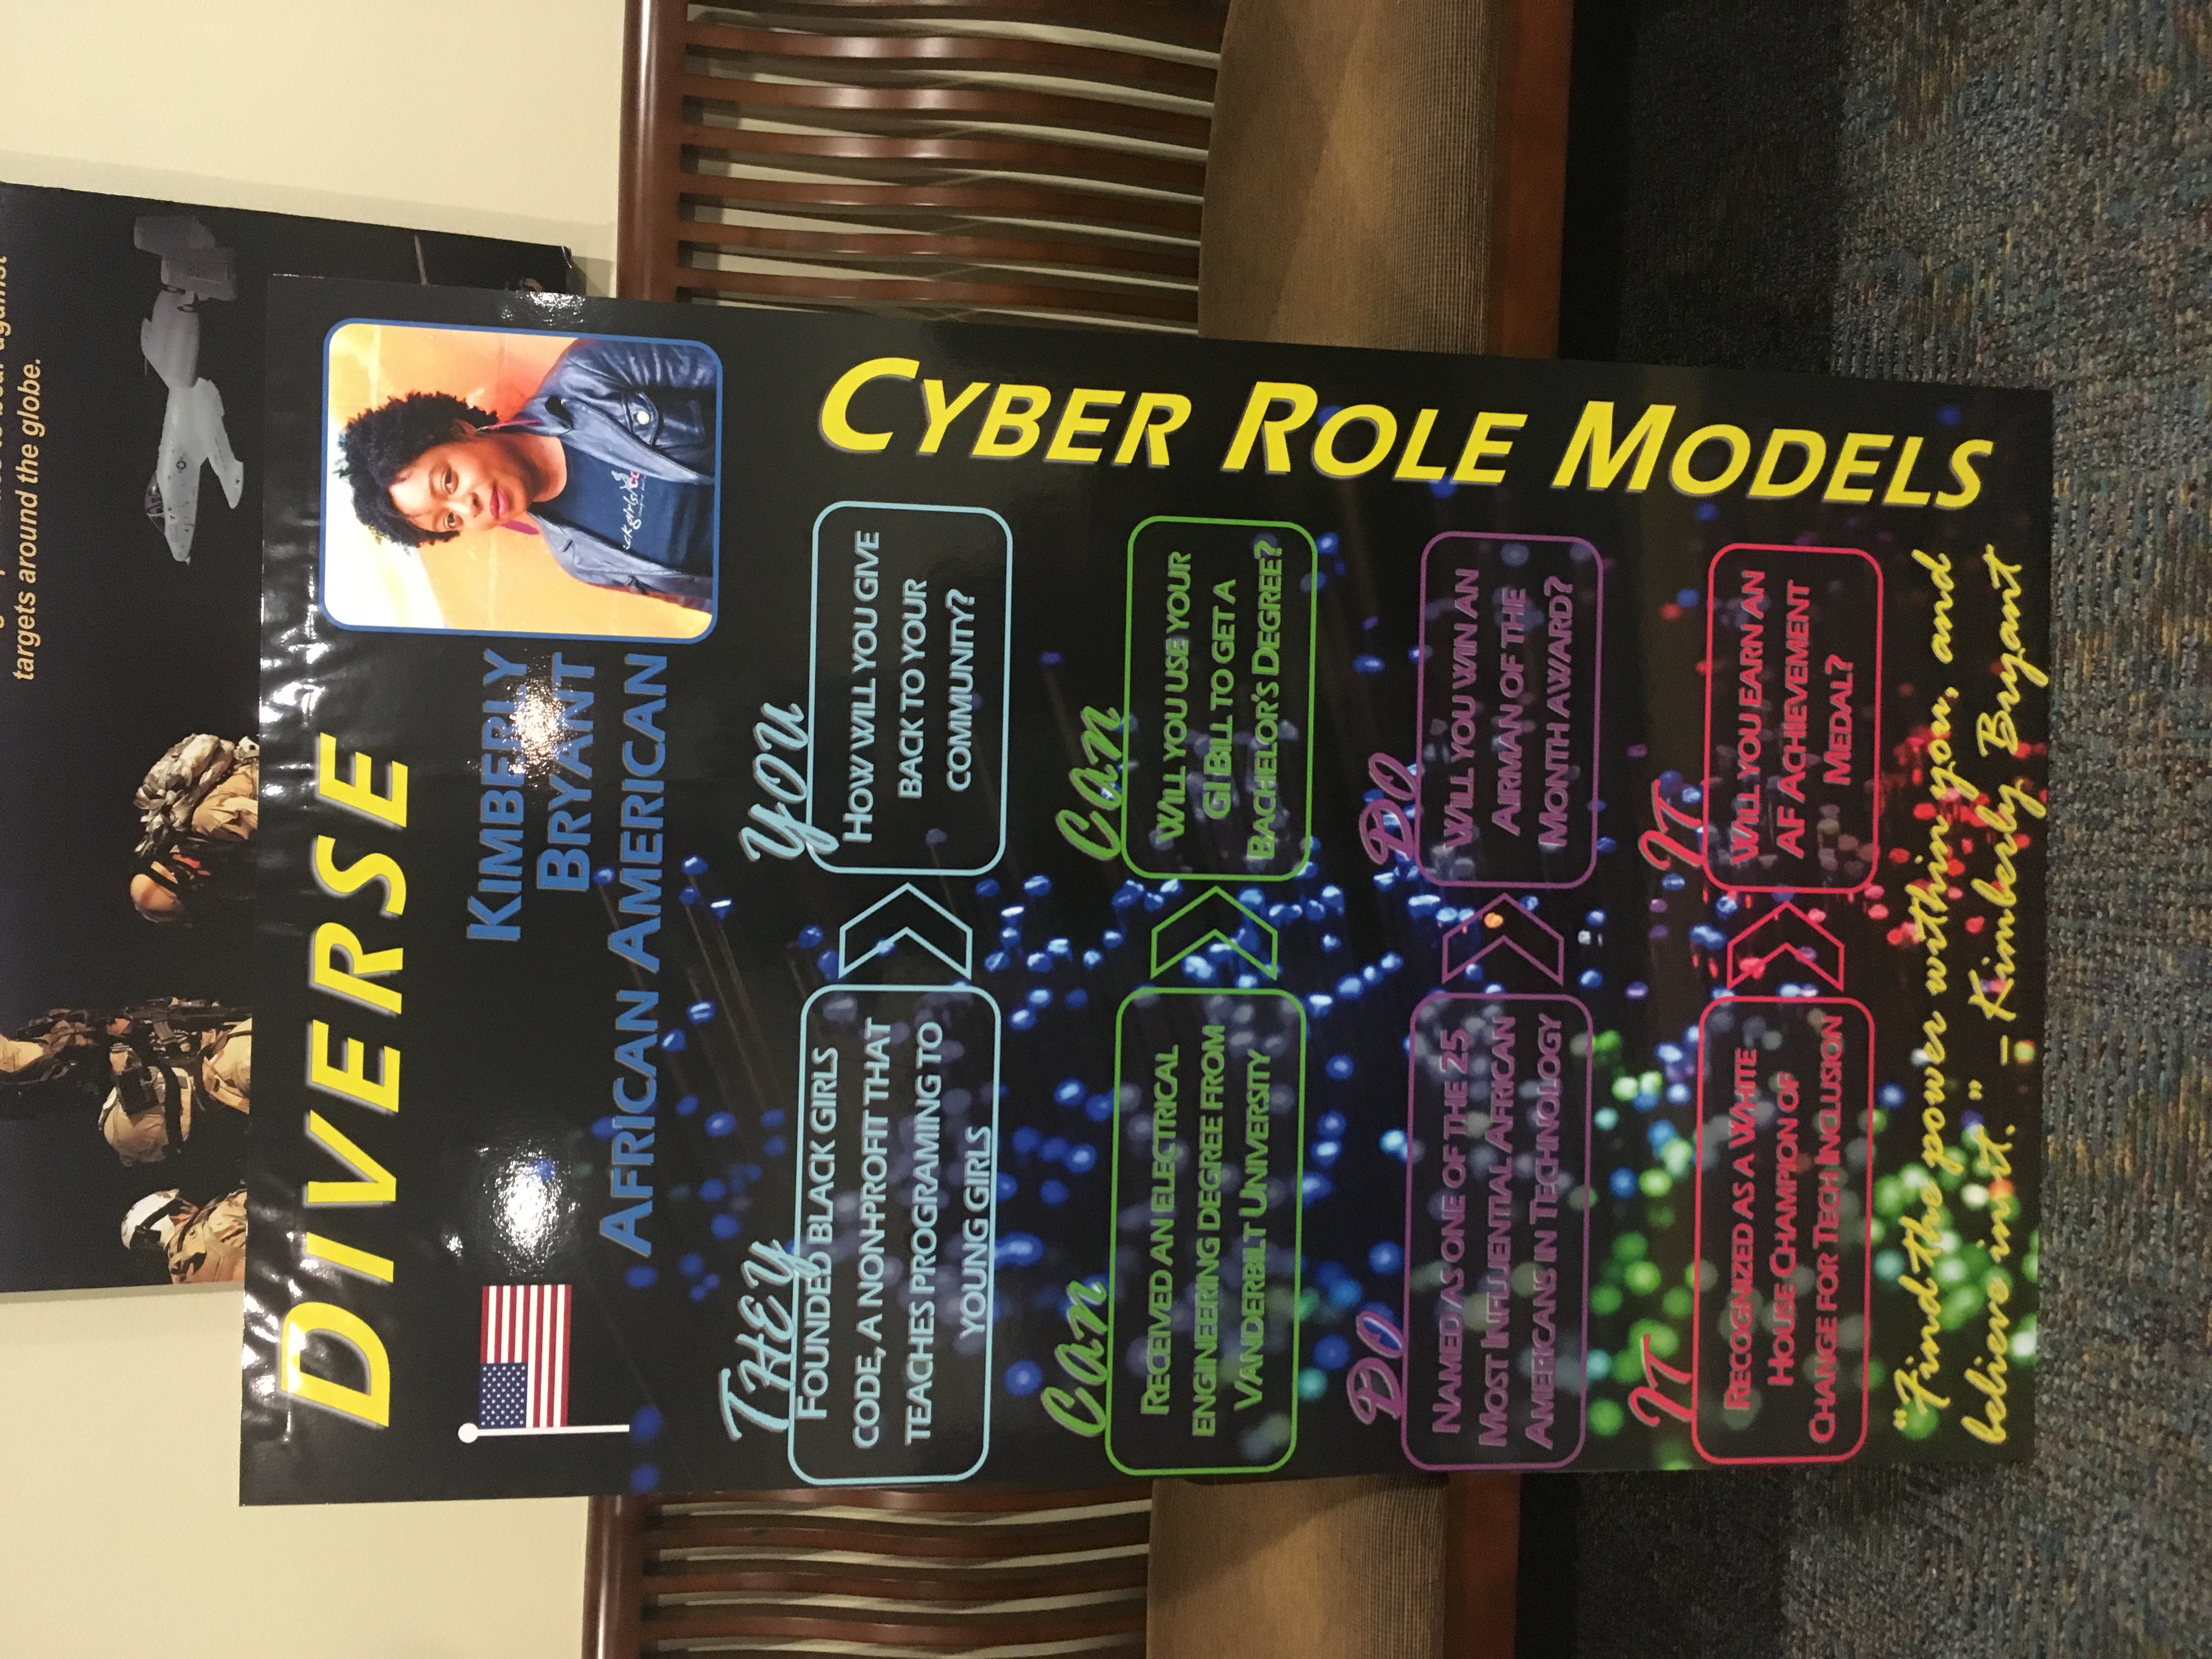 targets around the globe.
DIVERSE
KIMBERLY
BRYANT
AFRICAN AMERICAN
THEY
FOUNDED BLACK GIRLS
CODE, A NON-PROFIT THAT
TEACHES PROGRAMING TO
YOUNG GIRLS
YOU
HOW WILL YOU GIVE
BACK TO YOUR
COMMUNITY?
Can
RECEIVED AN ELECTRICAL
ENGINEERING DEGREE FROM
VANDERBILT UNIVERSITY
Can
WILL YOU USE YOUR
GI BILL TO GET A
BACHELOR'S DEGREE?
DO
NAMED AS ONE OF THE 25
MOST INFLUENTIAL AFRICAN
AMERICANS IN TECHNOLOGY
DO
WILL YOU WIN AN
AIRMAN OF THE
MONTH AWARD?
IT
RECOGNIZED AS A WHITE
HOUSE CHAMPION OF
CHANGE FOR TECH INCLUSION
IT
WILL YOU EARN AN
AF ACHIEVEMENT
MEDAL?
"Find the power within you, and
believe in it." – Kimberly Bryant
CYBER ROLE MODELS